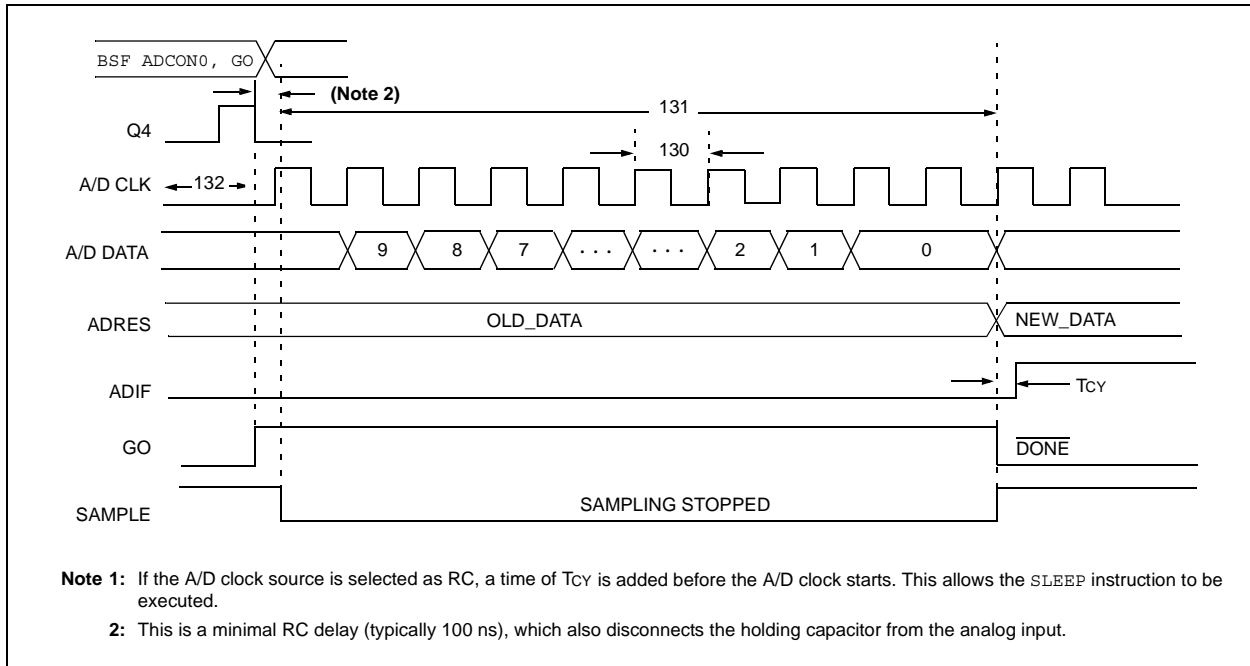 BSF ADCON0, GO
(Note 2)
131
Q4
130
A/D CLK
132
A/D DATA
9 8 7 . . . . . . 2 1 0
ADRES
OLD_DATA
NEW_DATA
ADIF
TCY
GO
DONE
SAMPLE
SAMPLING STOPPED
Note 1: If the A/D clock source is selected as RC, a time of TCY is added before the A/D clock starts. This allows the SLEEP instruction to be
executed.
2: This is a minimal RC delay (typically 100 ns), which also disconnects the holding capacitor from the analog input.